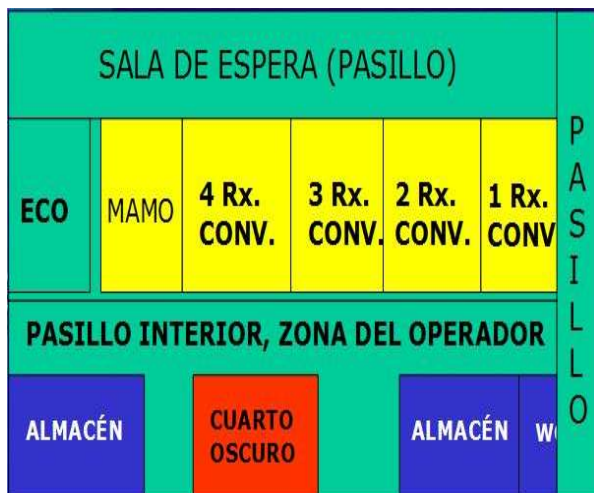 SALA DE ESPERA (PASILLO)
PASILLO
ECO
MAMO
4 Rx.
CONV.
3 Rx.
CONV.
2 Rx.
CONV.
1 Rx.
CONV
PASILLO INTERIOR, ZONA DEL OPERADOR
ALMACÉN
CUARTO
OSCURO
ALMACÉN